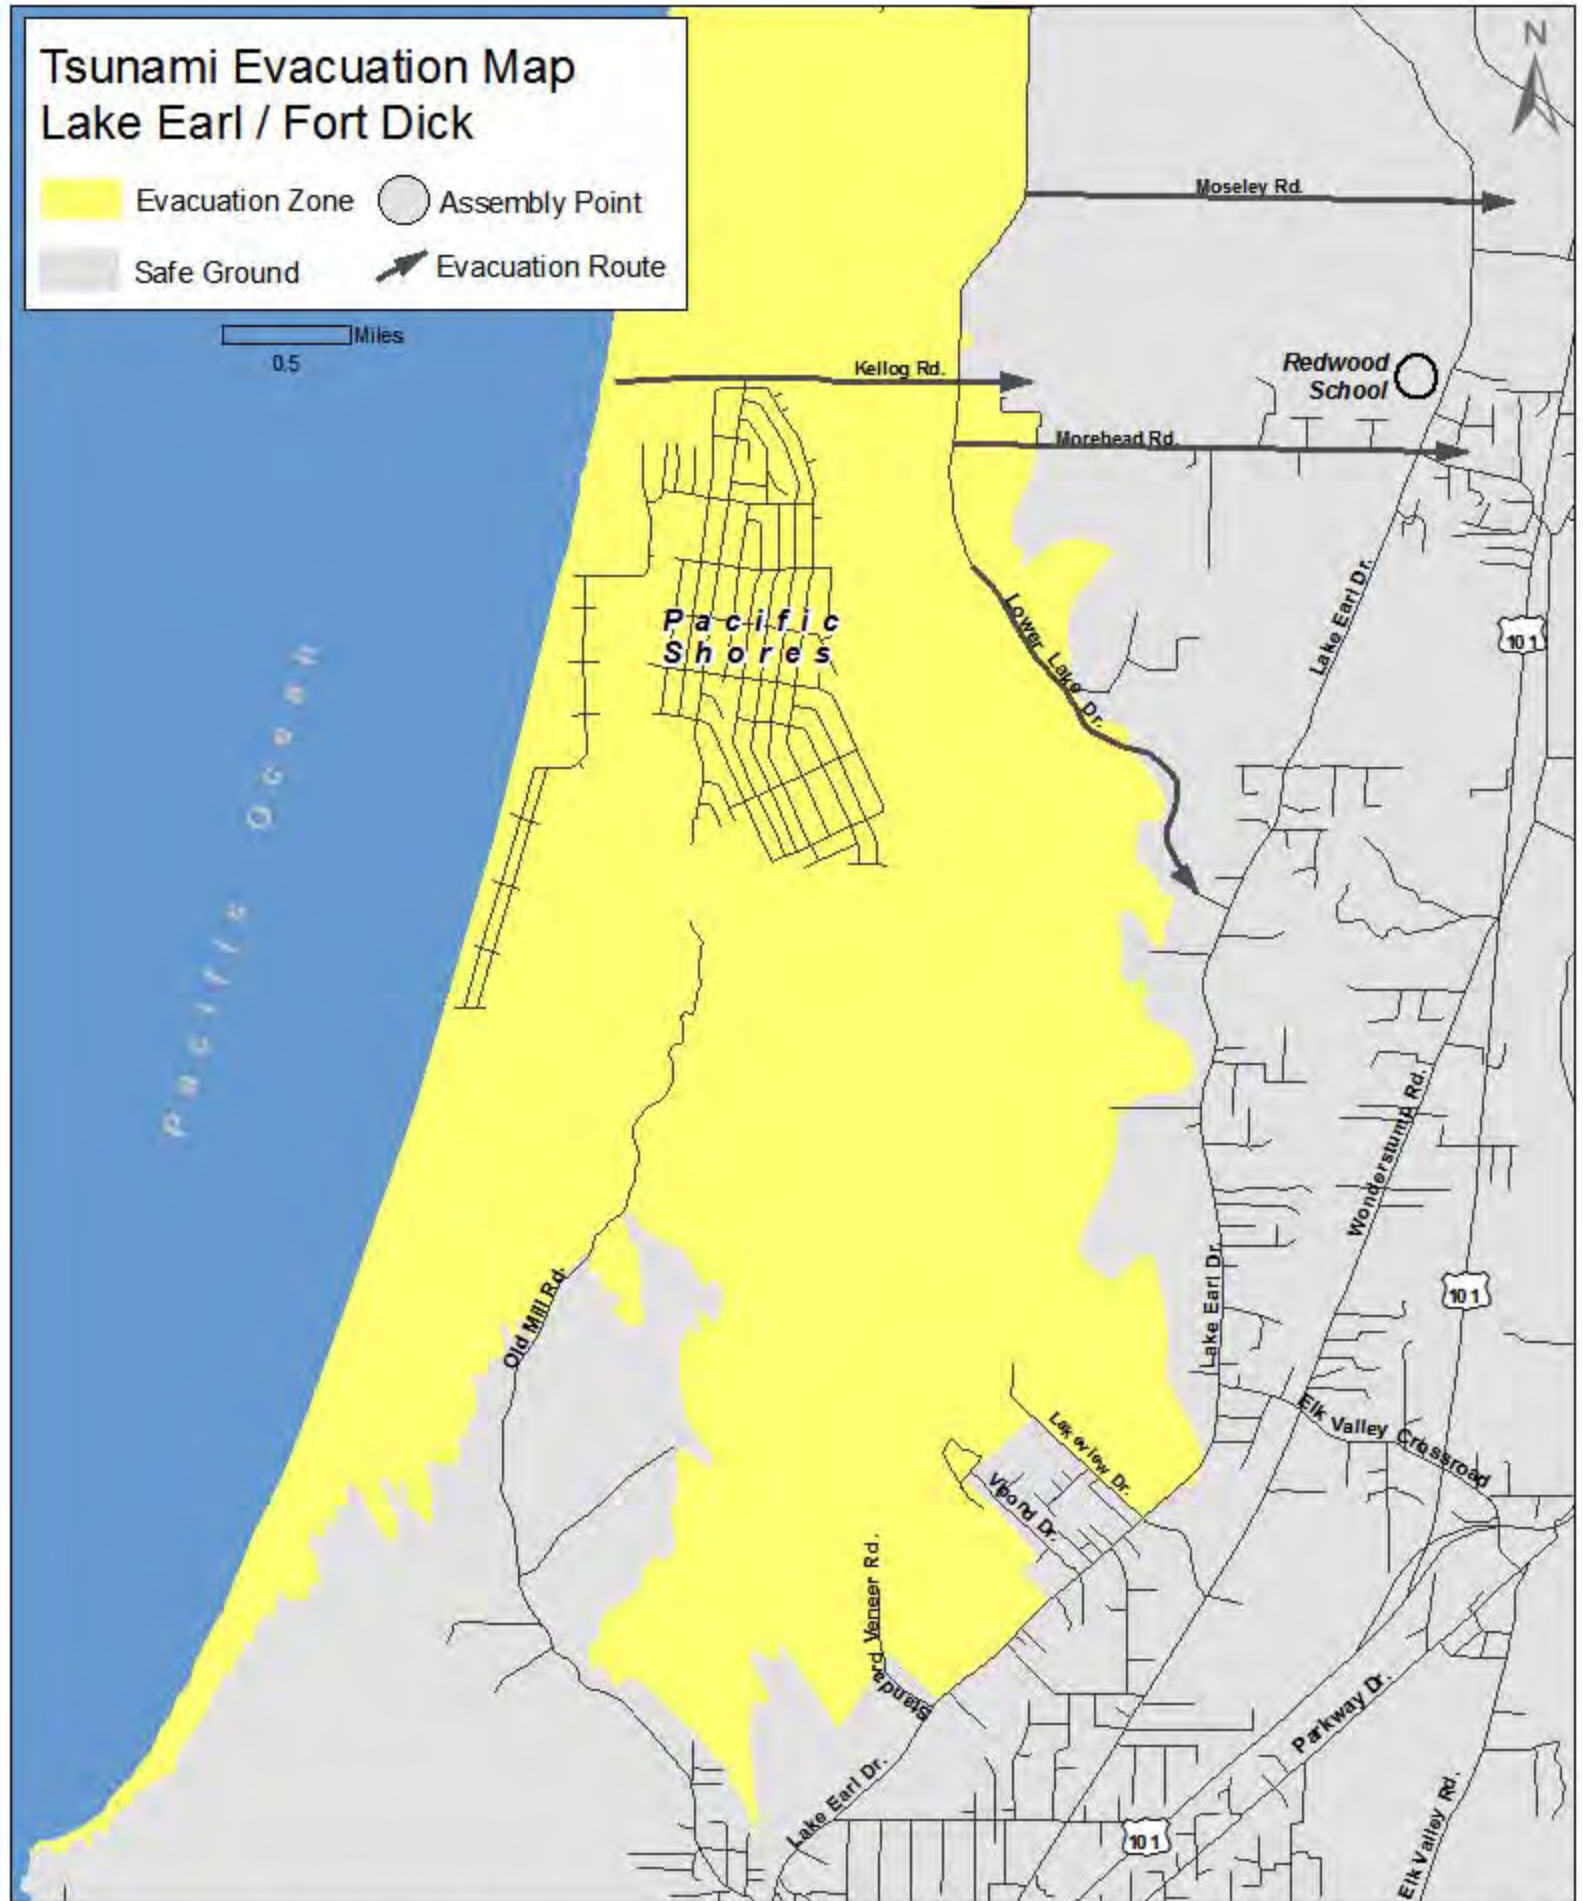 Tsunami Evacuation Map
Lake Earl / Fort Dick
Evacuation Zone
Assembly Point
Safe Ground
Evacuation Route
N
Miles
0.5
Moseley Rd.
Kellog Rd.
Redwood
School
Morehead Rd.
Pacific
Shores
Lower Lake Dr.
Lake Earl Dr.
101
Pacific Ocean
Wonderstump Rd.
Lake Earl Dr.
101
Old Mill Rd.
Elk Valley Crossroad
Lakeview Dr.
Vipond Dr.
Standard Veneer Rd.
Parkway Dr.
Lake Earl Dr.
101
Elk Valley Rd.